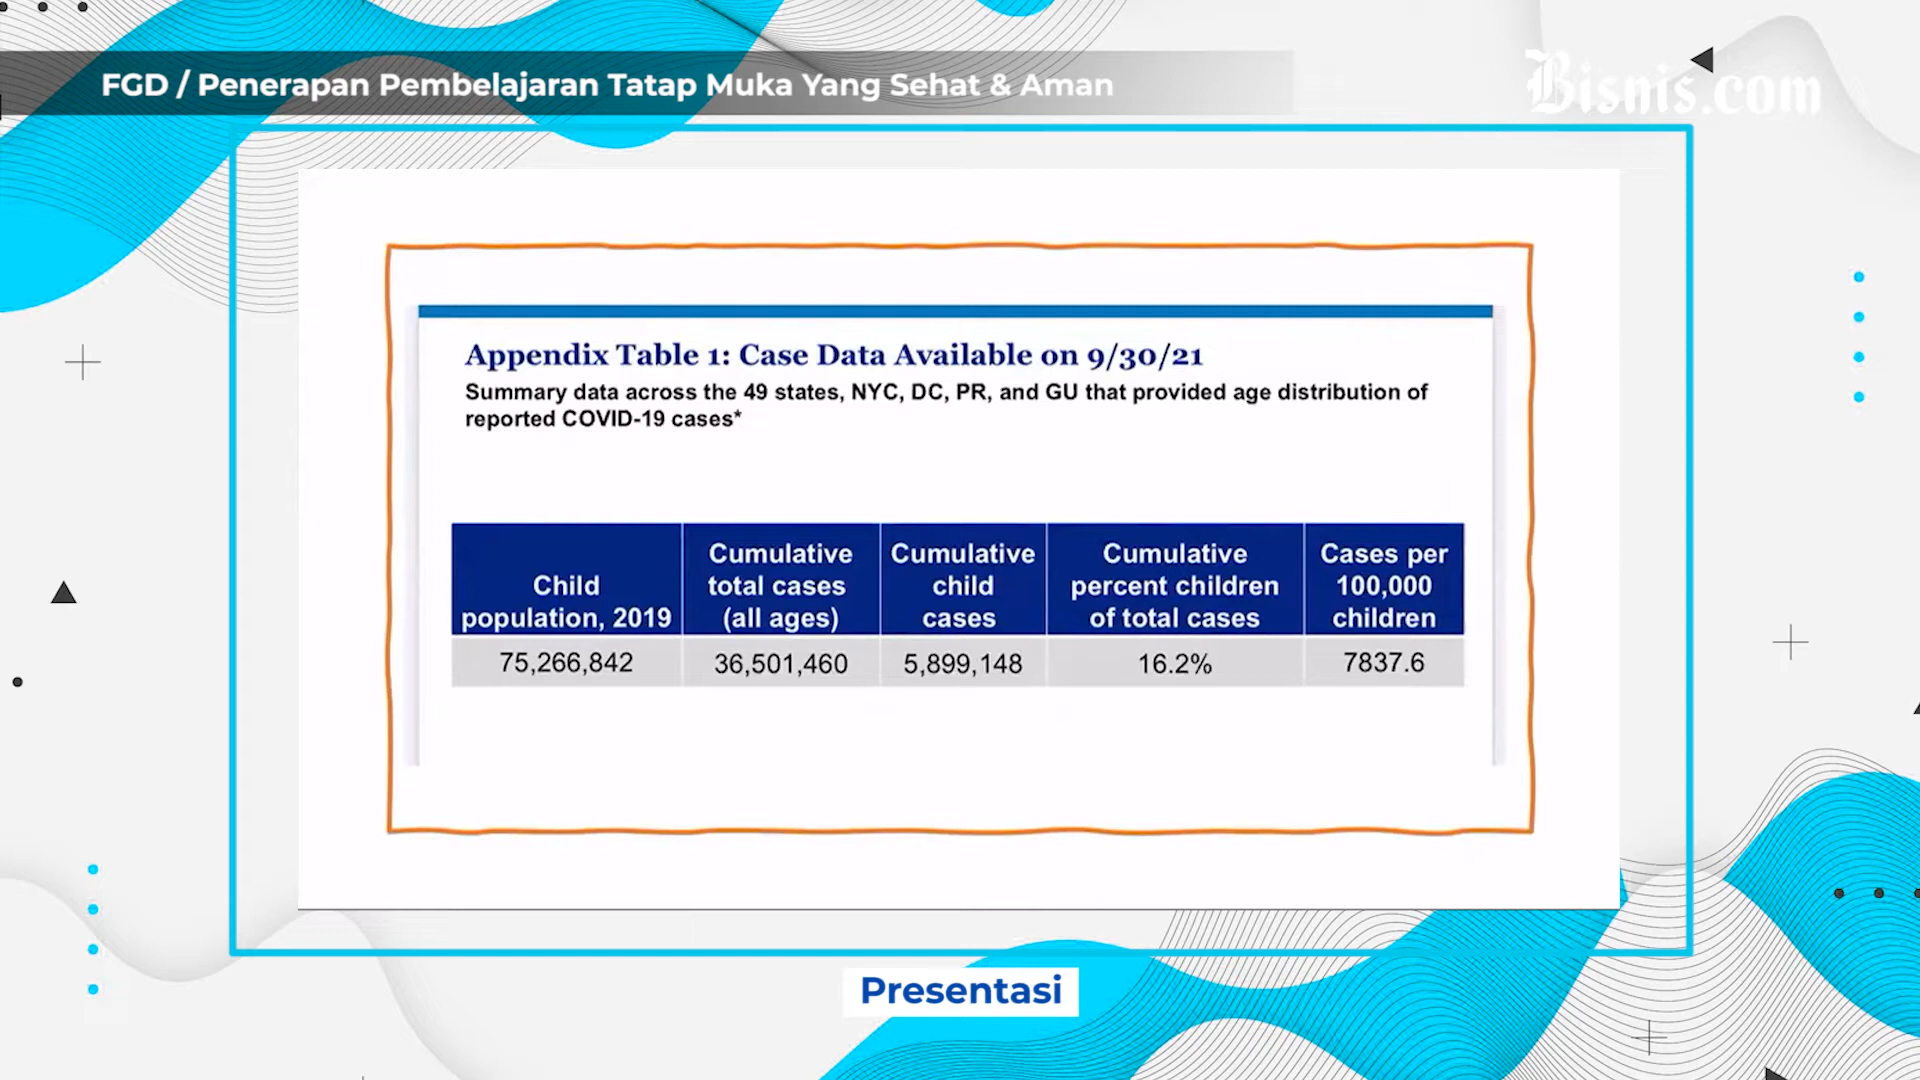 FGD / Penerapan Pembelajaran Tatap Muka Yang Sehat & Aman
Bisnis.com
Appendix Table 1: Case Data Available on 9/30/21
Summary data across the 49 states, NYC, DC, PR, and GU that provided age distribution of
reported COVID-19 cases*
Child
population, 2019
Cumulative
total cases
(all ages)
Cumulative
child
cases
Cumulative
percent children
of total cases
Cases per
100,000
children
75,266,842
36,501,460
5,899,148
16.2%
7837.6
Presentasi